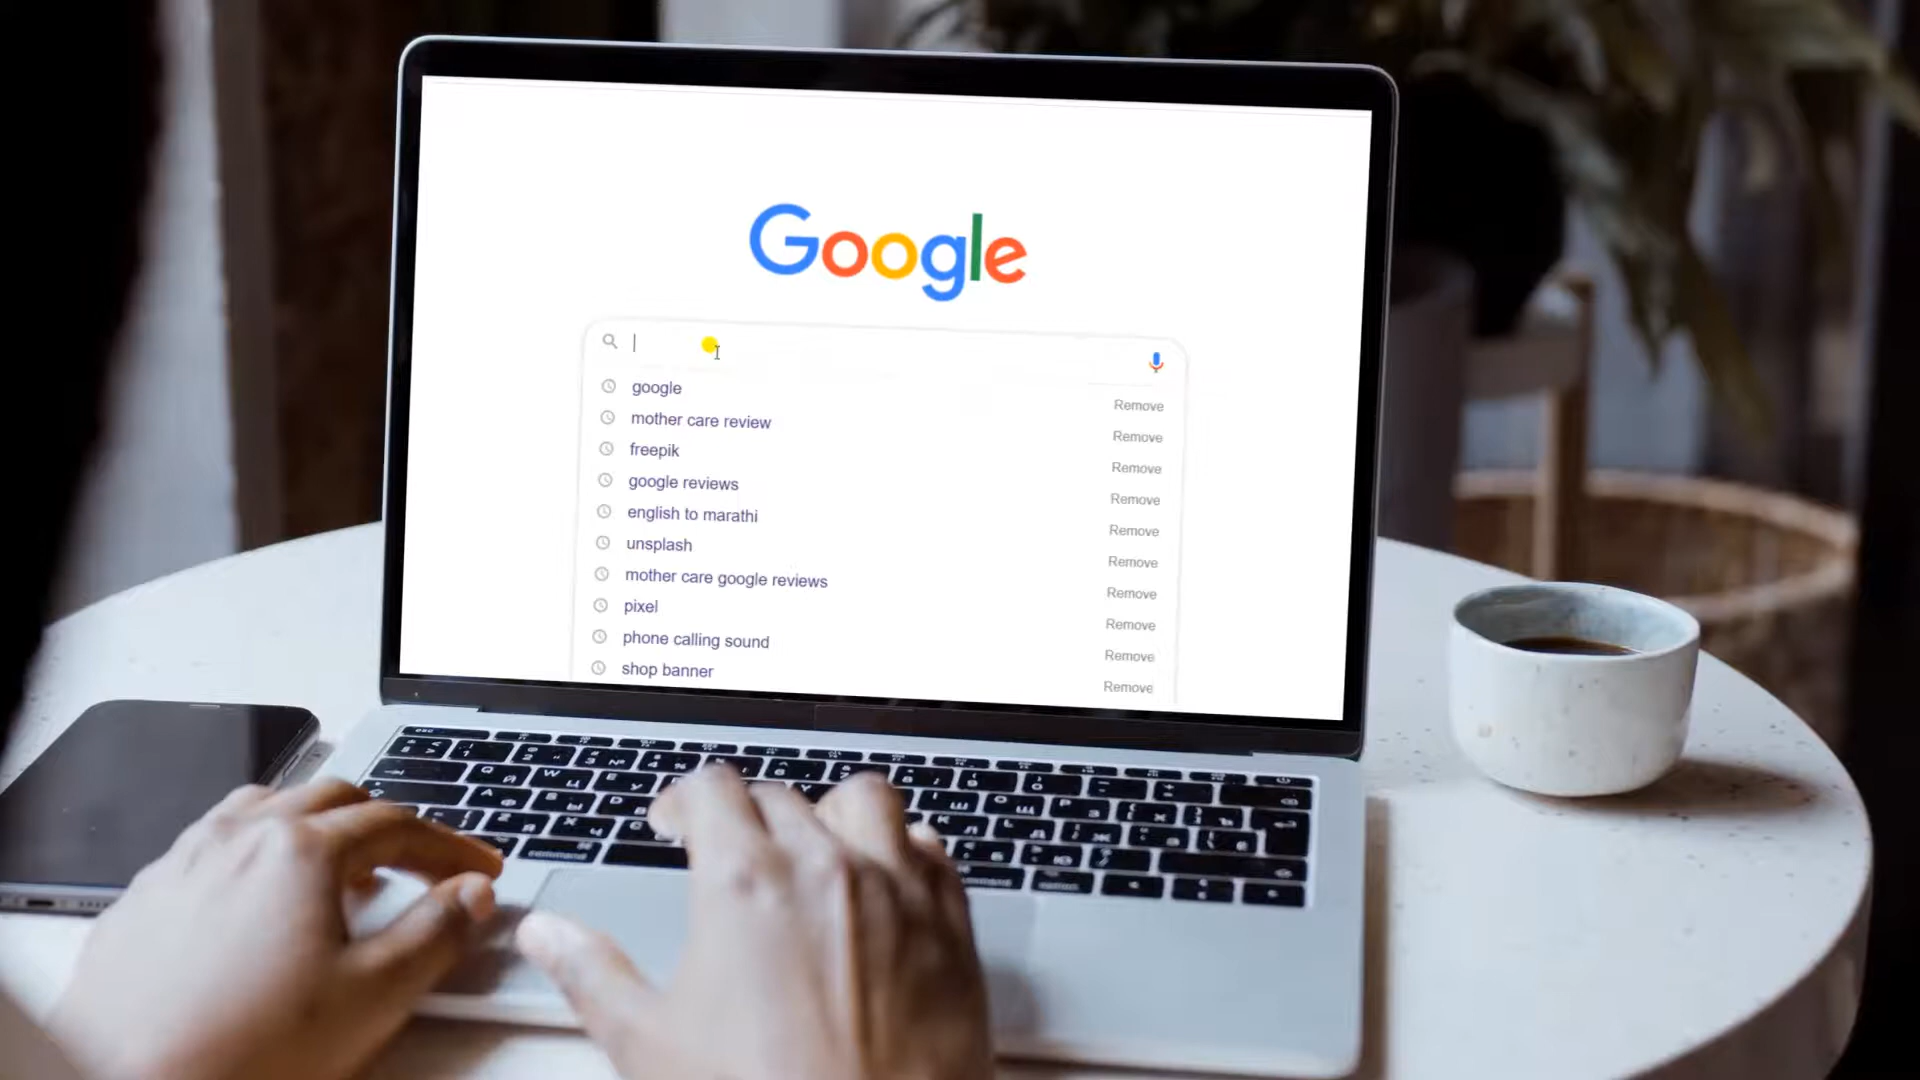 Google
google
Remove
mother care review
Remove
freepik
Remove
google reviews
Remove
english to marathi
Remove
unsplash
Remove
mother care google reviews
Remove
pixel
Remove
phone calling sound
Remove
shop banner
Remove